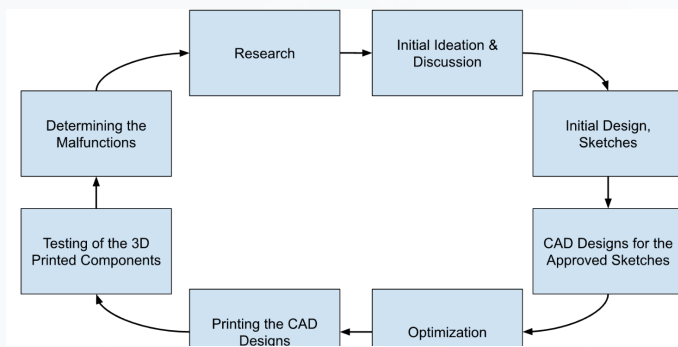 Research
Initial Ideation &
Discussion
Initial Design,
Sketches
CAD Designs for the
Approved Sketches
Optimization
Printing the CAD
Designs
Testing of the 3D
Printed Components
Determining the
Malfunctions